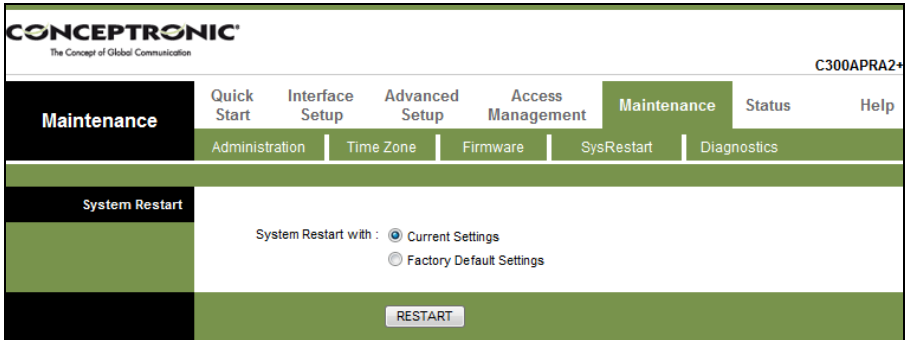 CONCEPTRONIC
The Concept of Global Communication
C300APRA2+
Maintenance
Quick Start
Interface Setup
Advanced Setup
Access Management
Maintenance
Status
Help
Administration
Time Zone
Firmware
SysRestart
Diagnostics
System Restart
System Restart with :
Current Settings
Factory Default Settings
RESTART